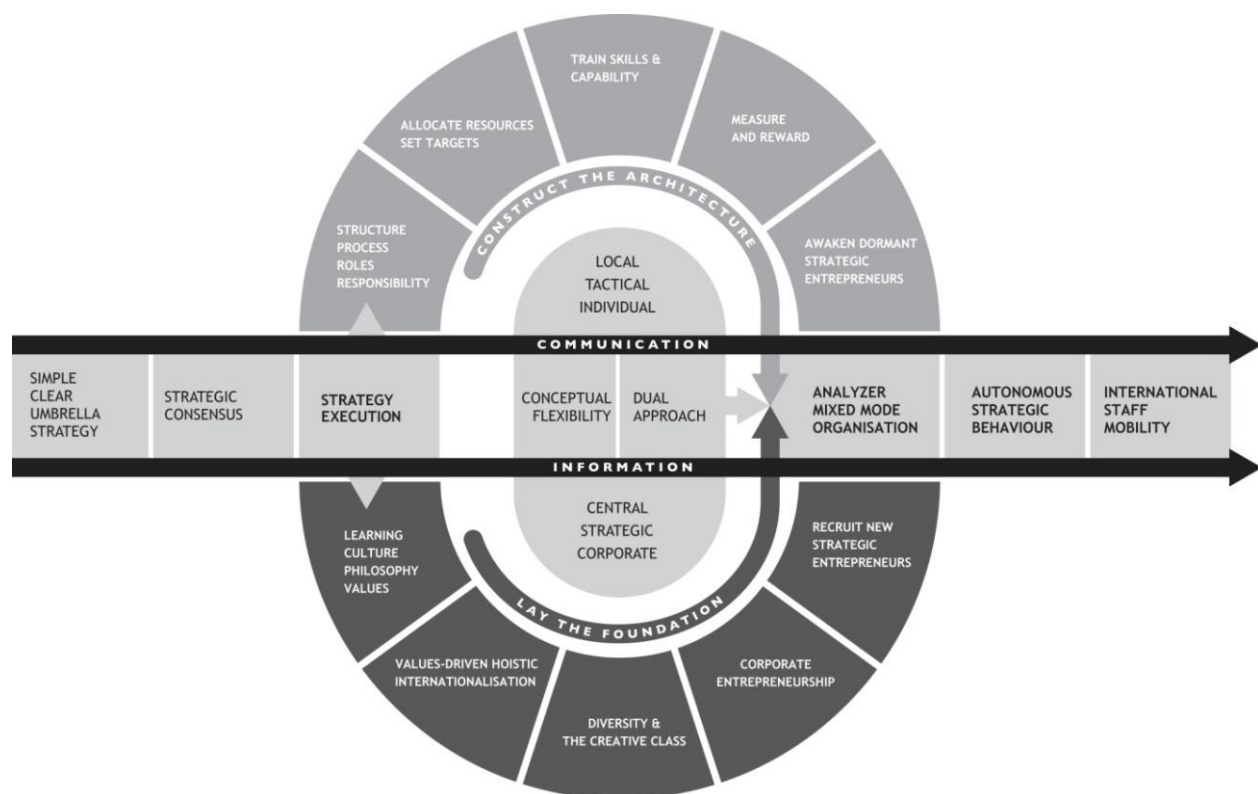 TRAIN SKILLS &
CAPABILITY
ALLOCATE RESOURCES
SET TARGETS
MEASURE
AND REWARD
CONSTRUCT THE ARCHITECTURE
STRUCTURE
PROCESS
ROLES
RESPONSIBILITY
LOCAL
TACTICAL
INDIVIDUAL
AWAKEN DORMANT
STRATEGIC
ENTREPRENEURS
COMMUNICATION
SIMPLE
CLEAR
UMBRELLA
STRATEGY
STRATEGIC
CONSENSUS
STRATEGY
EXECUTION
CONCEPTUAL
FLEXIBILITY
DUAL
APPROACH
ANALYZER
MIXED MODE
ORGANISATION
AUTONOMOUS
STRATEGIC
BEHAVIOUR
INTERNATIONAL
STAFF
MOBILITY
INFORMATION
LEARNING
CULTURE
PHILOSOPHY
VALUES
CENTRAL
STRATEGIC
CORPORATE
RECRUIT NEW
STRATEGIC
ENTREPRENEURS
LAY THE FOUNDATION
VALUES-DRIVEN HOISTIC
INTERNATIONALISATION
CORPORATE
ENTREPRENEURSHIP
DIVERSITY &
THE CREATIVE CLASS